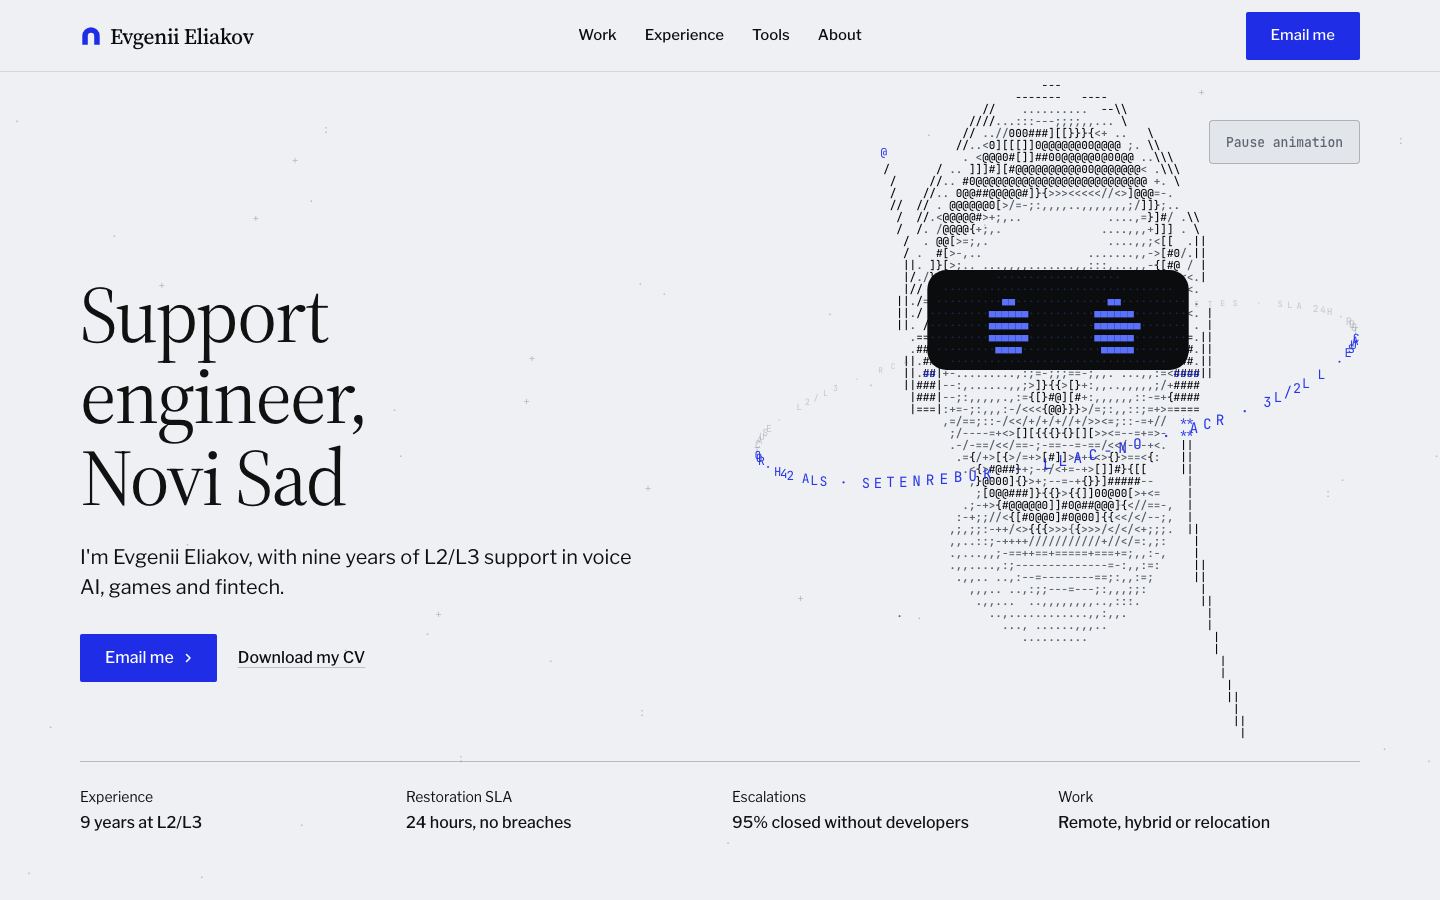 Evgenii Eliakov
Work
Experience
Tools
About
Email me
Pause animation
Support
engineer,
Novi Sad
I'm Evgenii Eliakov, with nine years of L2/L3 support in voice
AI, games and fintech.
Email me
Download my CV
Experience
9 years at L2/L3
Restoration SLA
24 hours, no breaches
Escalations
95% closed without developers
Work
Remote, hybrid or relocation